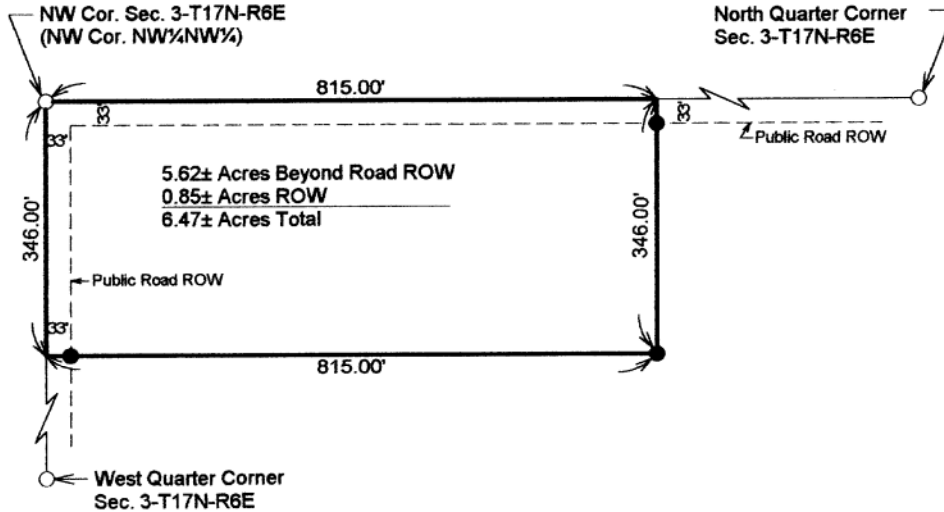 NW Cor. Sec. 3-T17N-R6E
(NW Cor. NW¼NW¼)
North Quarter Corner
Sec. 3-T17N-R6E
815.00'
33'
33'
33'
Public Road ROW
5.62± Acres Beyond Road ROW
0.85± Acres ROW
6.47± Acres Total
346.00'
346.00'
Public Road ROW
33'
815.00'
West Quarter Corner
Sec. 3-T17N-R6E